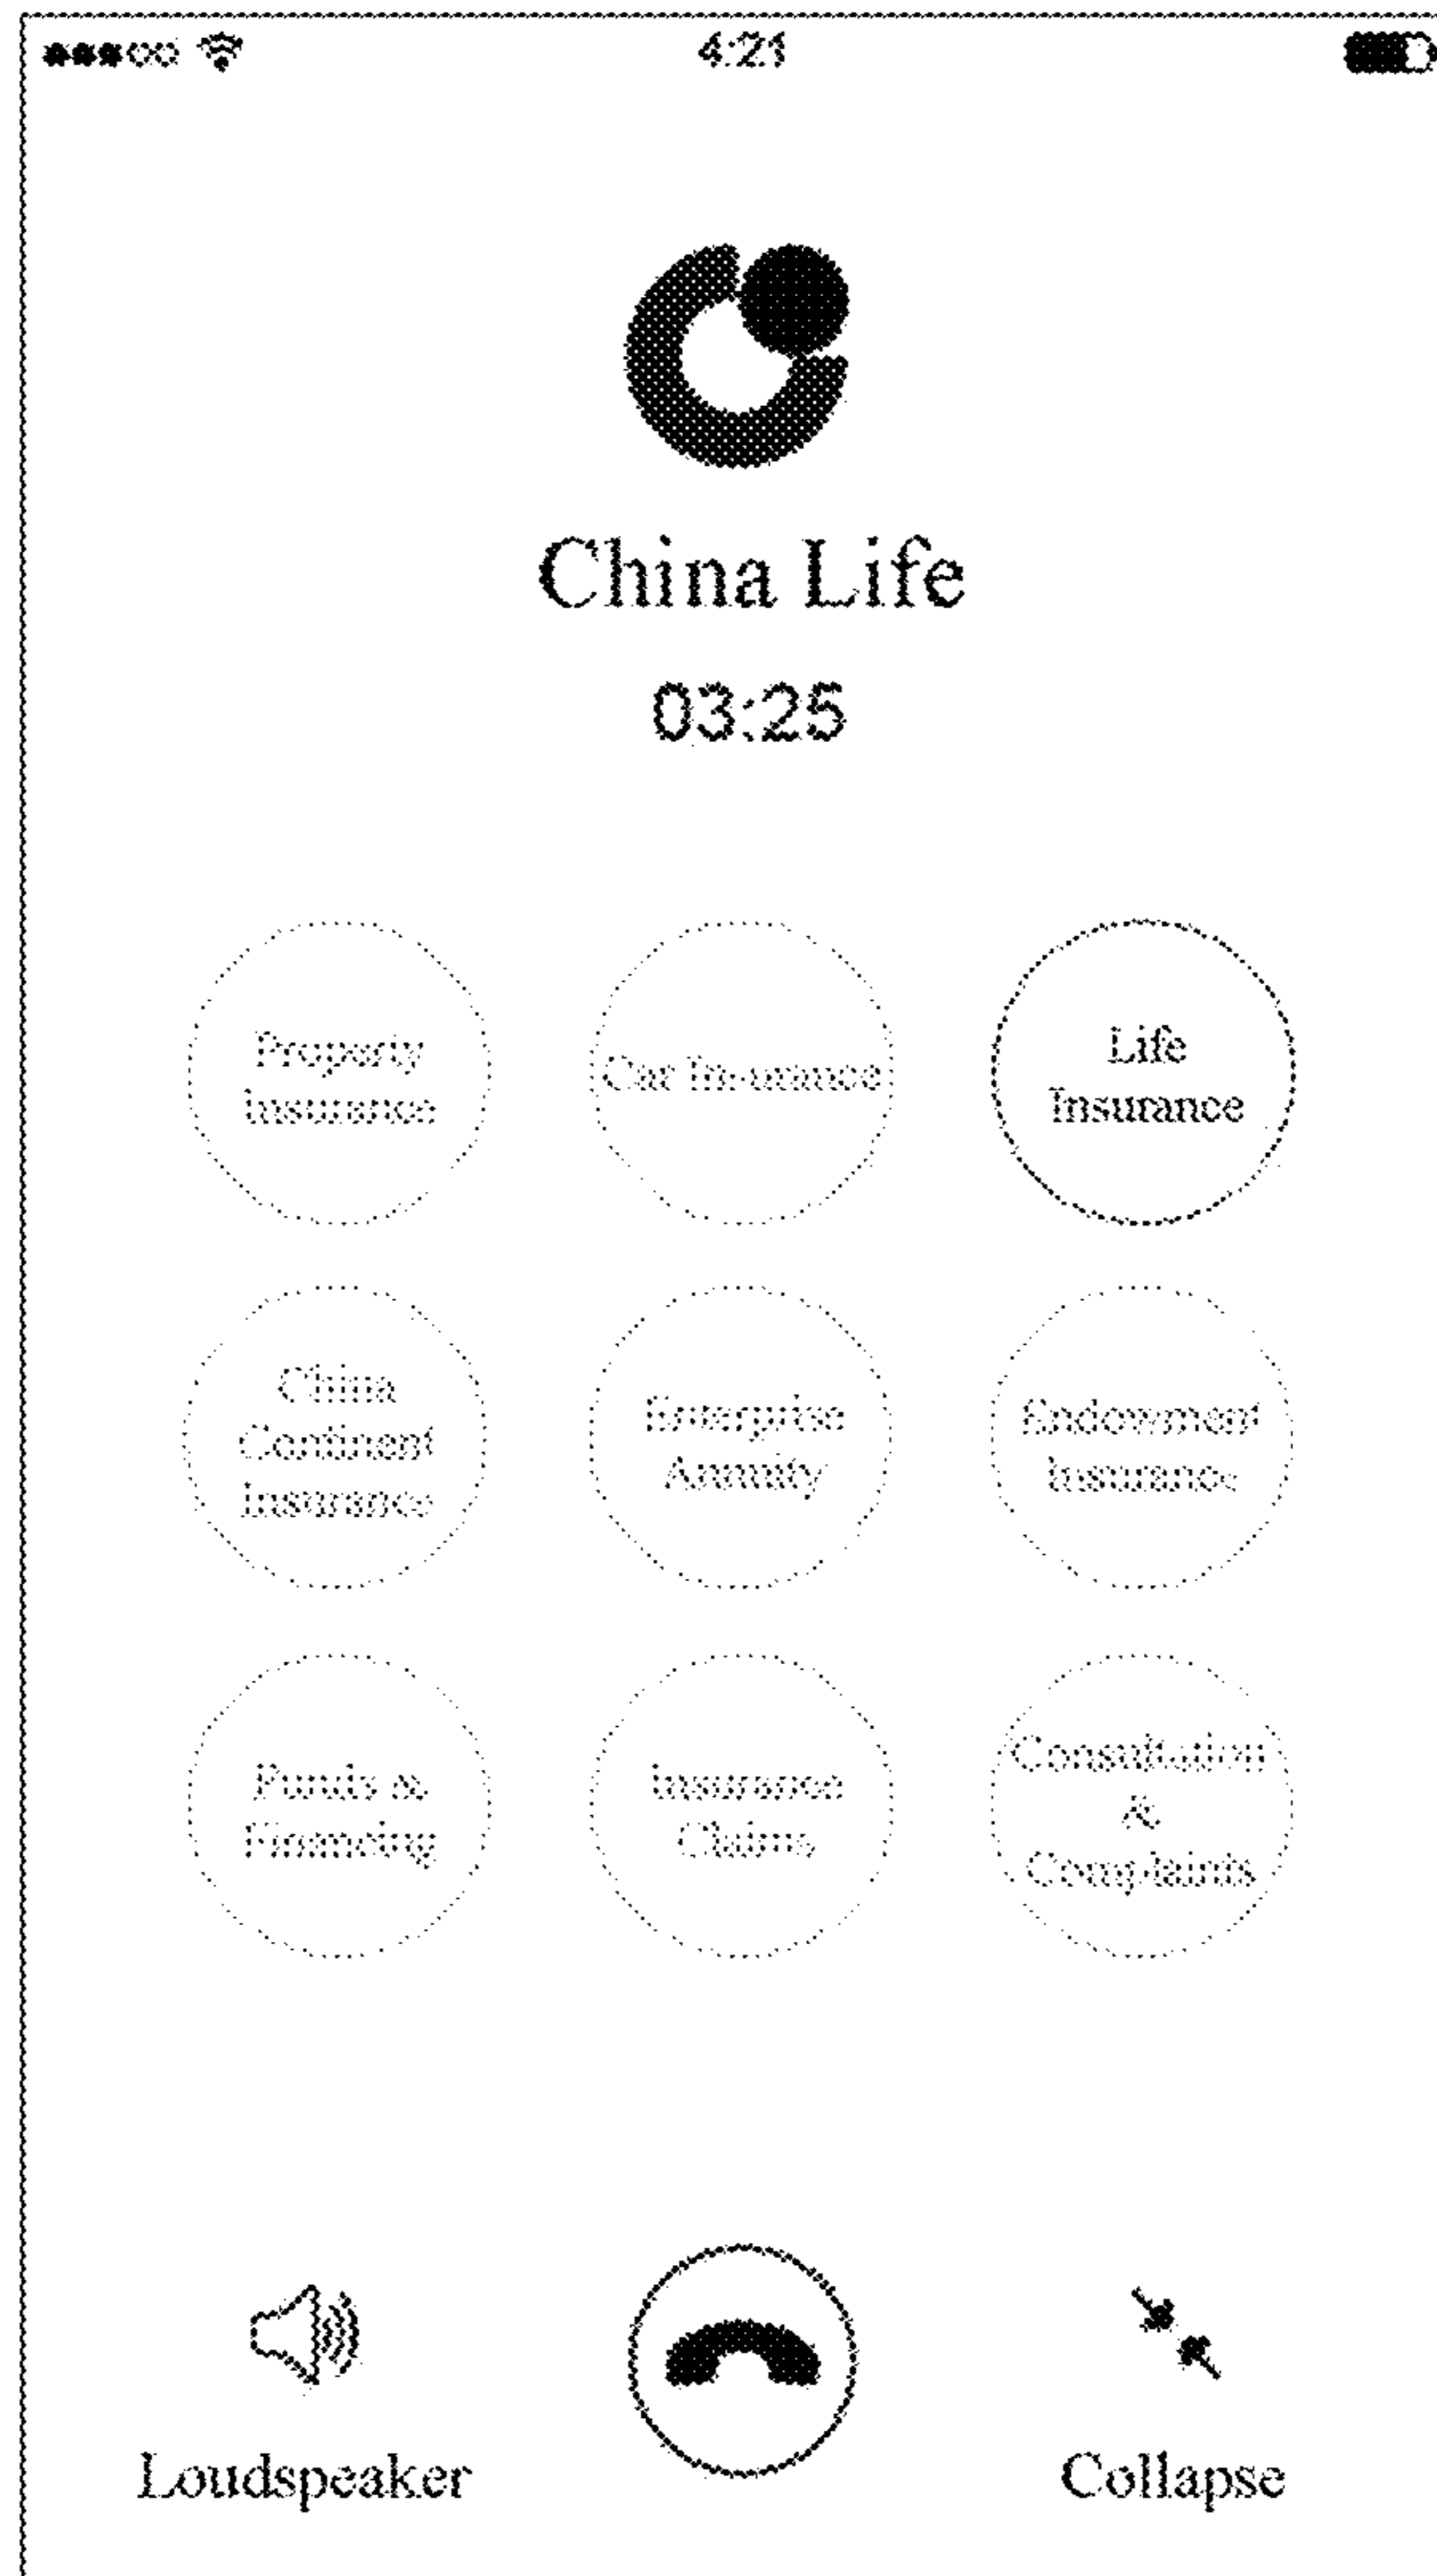 4:21
China Life
03:25
Property
Insurance
Car Insurance
Life
Insurance
China
Continent
Insurance
Enterprise
Annuity
Endowment
Insurance
Funds &
Financing
Insurance
Claims
Consultation
&
Complaints
Loudspeaker
Collapse